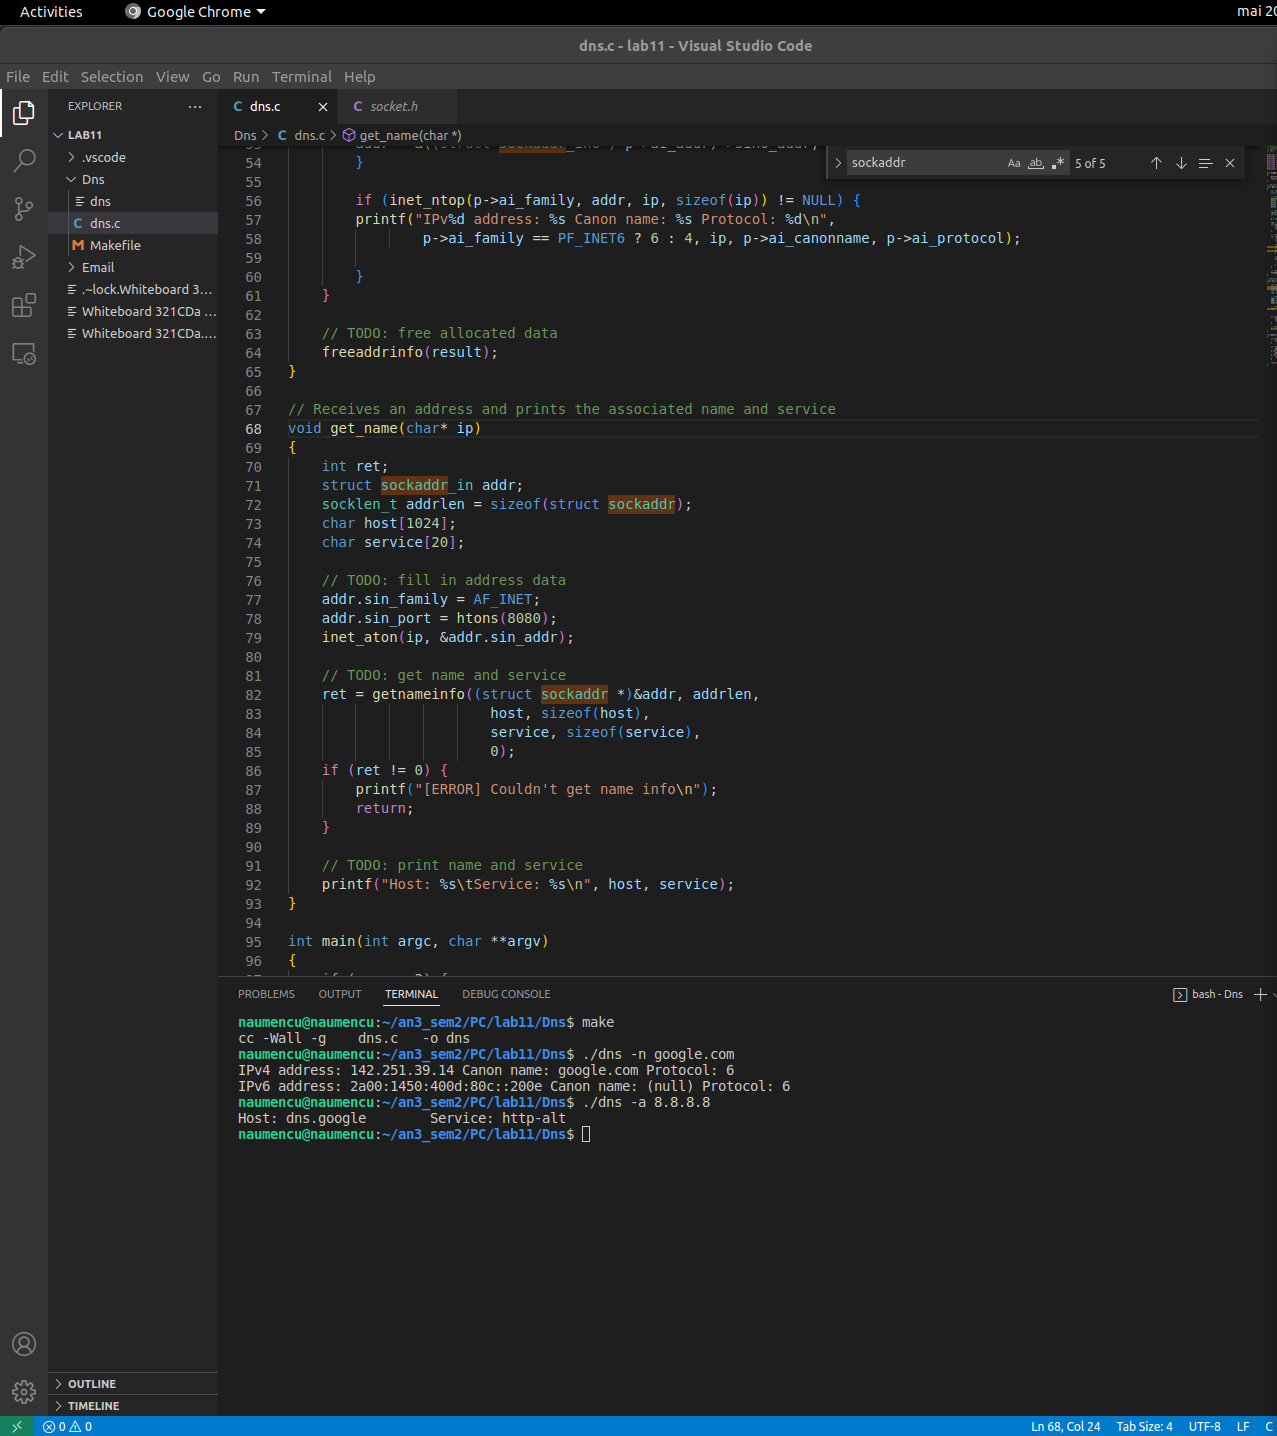 Activities
Google Chrome
mai 20
dns.c - lab11 - Visual Studio Code
File Edit Selection View Go Run Terminal Help
EXPLORER
LAB11
.vscode
Dns
dns
dns.c
Makefile
Email
.~lock.Whiteboard 3...
Whiteboard 321CDa ...
Whiteboard 321CDa....
OUTLINE
TIMELINE
dns.c
socket.h
Dns > dns.c > get_name(char *)
sockaddr
Aa ab .* 5 of 5
54 }
55
56 if (inet_ntop(p->ai_family, addr, ip, sizeof(ip)) != NULL) {
57 printf("IPv%d address: %s Canon name: %s Protocol: %d\n",
58 p->ai_family == PF_INET6 ? 6 : 4, ip, p->ai_canonname, p->ai_protocol);
59
60 }
61 }
62
63 // TODO: free allocated data
64 freeaddrinfo(result);
65 }
66
67 // Receives an address and prints the associated name and service
68 void get_name(char* ip)
69 {
70 int ret;
71 struct sockaddr_in addr;
72 socklen_t addrlen = sizeof(struct sockaddr);
73 char host[1024];
74 char service[20];
75
76 // TODO: fill in address data
77 addr.sin_family = AF_INET;
78 addr.sin_port = htons(8080);
79 inet_aton(ip, &addr.sin_addr);
80
81 // TODO: get name and service
82 ret = getnameinfo((struct sockaddr *)&addr, addrlen,
83 host, sizeof(host),
84 service, sizeof(service),
85 0);
86 if (ret != 0) {
87 printf("[ERROR] Couldn't get name info\n");
88 return;
89 }
90
91 // TODO: print name and service
92 printf("Host: %s\tService: %s\n", host, service);
93 }
94
95 int main(int argc, char **argv)
96 {
PROBLEMS OUTPUT TERMINAL DEBUG CONSOLE
bash - Dns
naumencu@naumencu:~/an3_sem2/PC/lab11/Dns$ make
cc -Wall -g    dns.c   -o dns
naumencu@naumencu:~/an3_sem2/PC/lab11/Dns$ ./dns -n google.com
IPv4 address: 142.251.39.14 Canon name: google.com Protocol: 6
IPv6 address: 2a00:1450:400d:80c::200e Canon name: (null) Protocol: 6
naumencu@naumencu:~/an3_sem2/PC/lab11/Dns$ ./dns -a 8.8.8.8
Host: dns.google        Service: http-alt
naumencu@naumencu:~/an3_sem2/PC/lab11/Dns$
0 0
Ln 68, Col 24 Tab Size: 4 UTF-8 LF C